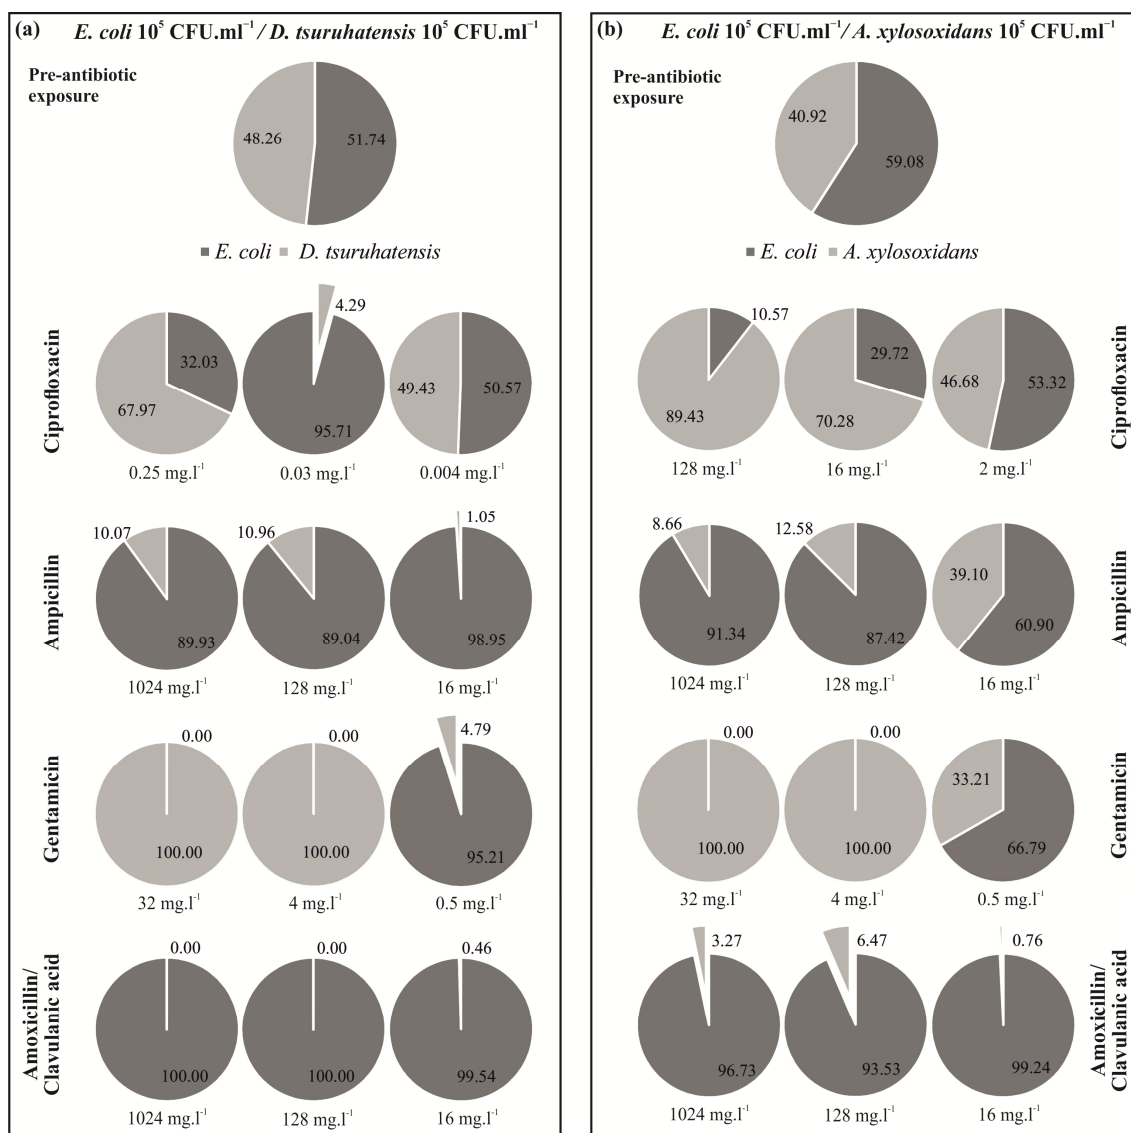 (a) E. coli 10⁵ CFU.ml⁻¹ / D. tsuruhatensis 10⁵ CFU.ml⁻¹
Pre-antibiotic
exposure
48.26 51.74
E. coli D. tsuruhatensis
Ciprofloxacin
32.03 67.97
4.29 95.71
49.43 50.57
0.25 mg.l⁻¹ 0.03 mg.l⁻¹ 0.004 mg.l⁻¹
Ampicillin
10.07 89.93
10.96 89.04
1.05 98.95
1024 mg.l⁻¹ 128 mg.l⁻¹ 16 mg.l⁻¹
Gentamicin
0.00 100.00
0.00 100.00
4.79 95.21
32 mg.l⁻¹ 4 mg.l⁻¹ 0.5 mg.l⁻¹
Amoxicillin/
Clavulanic acid
0.00 100.00
0.00 100.00
0.46 99.54
1024 mg.l⁻¹ 128 mg.l⁻¹ 16 mg.l⁻¹
(b) E. coli 10⁵ CFU.ml⁻¹ / A. xylosoxidans 10⁵ CFU.ml⁻¹
Pre-antibiotic
exposure
40.92 59.08
E. coli A. xylosoxidans
10.57 89.43
29.72 70.28
46.68 53.32
Ciprofloxacin
128 mg.l⁻¹ 16 mg.l⁻¹ 2 mg.l⁻¹
8.66 91.34
12.58 87.42
39.10 60.90
Ampicillin
1024 mg.l⁻¹ 128 mg.l⁻¹ 16 mg.l⁻¹
0.00 100.00
0.00 100.00
33.21 66.79
Gentamicin
32 mg.l⁻¹ 4 mg.l⁻¹ 0.5 mg.l⁻¹
3.27 96.73
6.47 93.53
0.76 99.24
Amoxicillin/
Clavulanic acid
1024 mg.l⁻¹ 128 mg.l⁻¹ 16 mg.l⁻¹